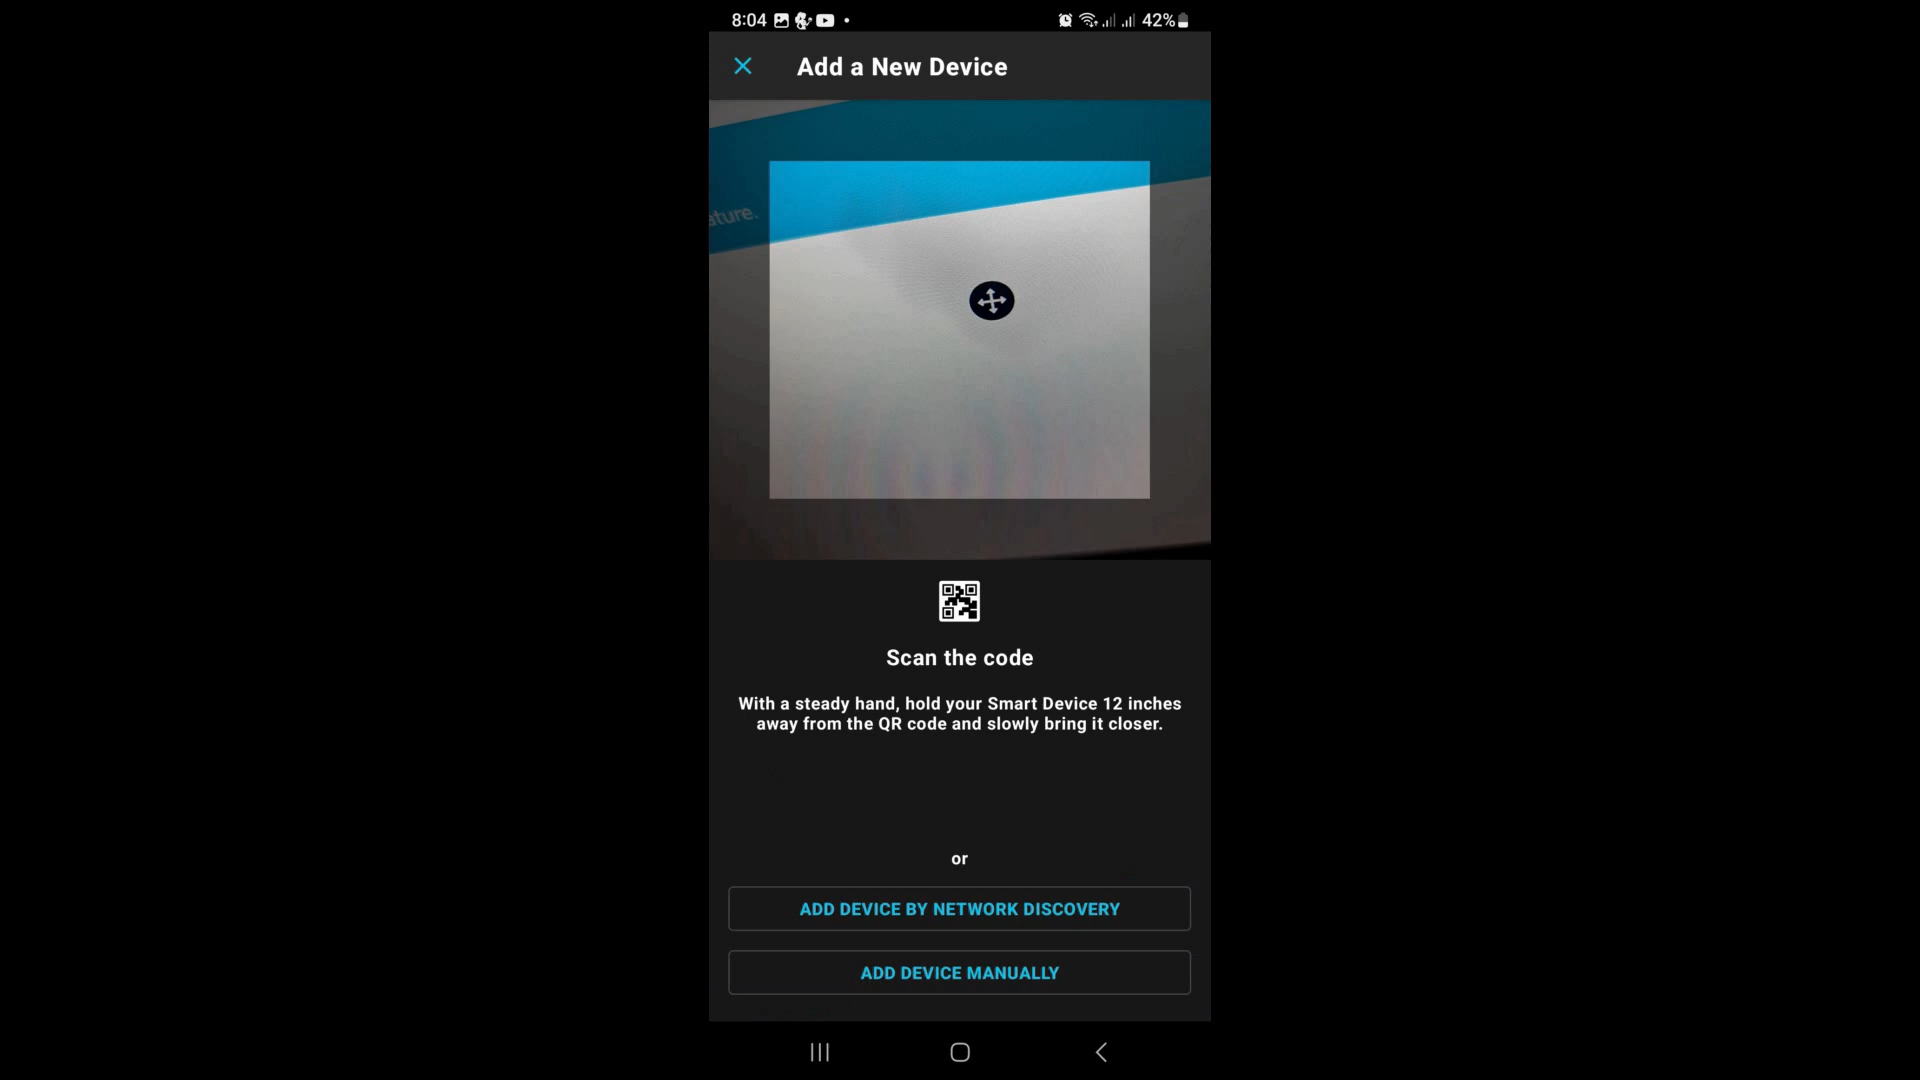 8:04 42%
Add a New Device
ature.
Scan the code
With a steady hand, hold your Smart Device 12 inches
away from the QR code and slowly bring it closer.
or
ADD DEVICE BY NETWORK DISCOVERY
ADD DEVICE MANUALLY